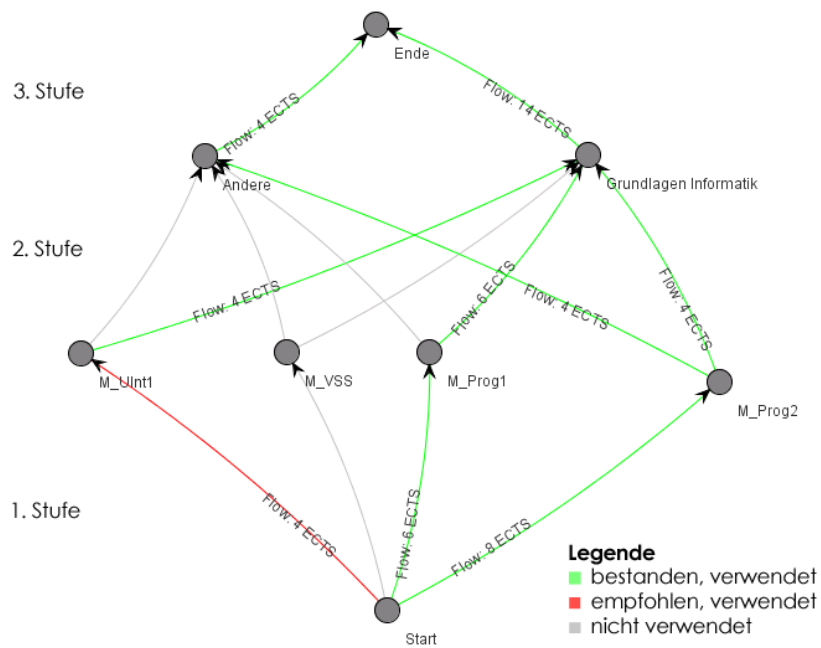 Ende
3. Stufe
Flow: 4 ECTS
Flow: 14 ECTS
Andere
Grundlagen Informatik
2. Stufe
Flow: 4 ECTS
Flow: 6 ECTS
Flow: 4 ECTS
Flow: 4 ECTS
M_UInt1
M_VSS
M_Prog1
M_Prog2
1. Stufe
Flow: 4 ECTS
Flow: 6 ECTS
Flow: 8 ECTS
Legende
bestanden, verwendet
empfohlen, verwendet
nicht verwendet
Start